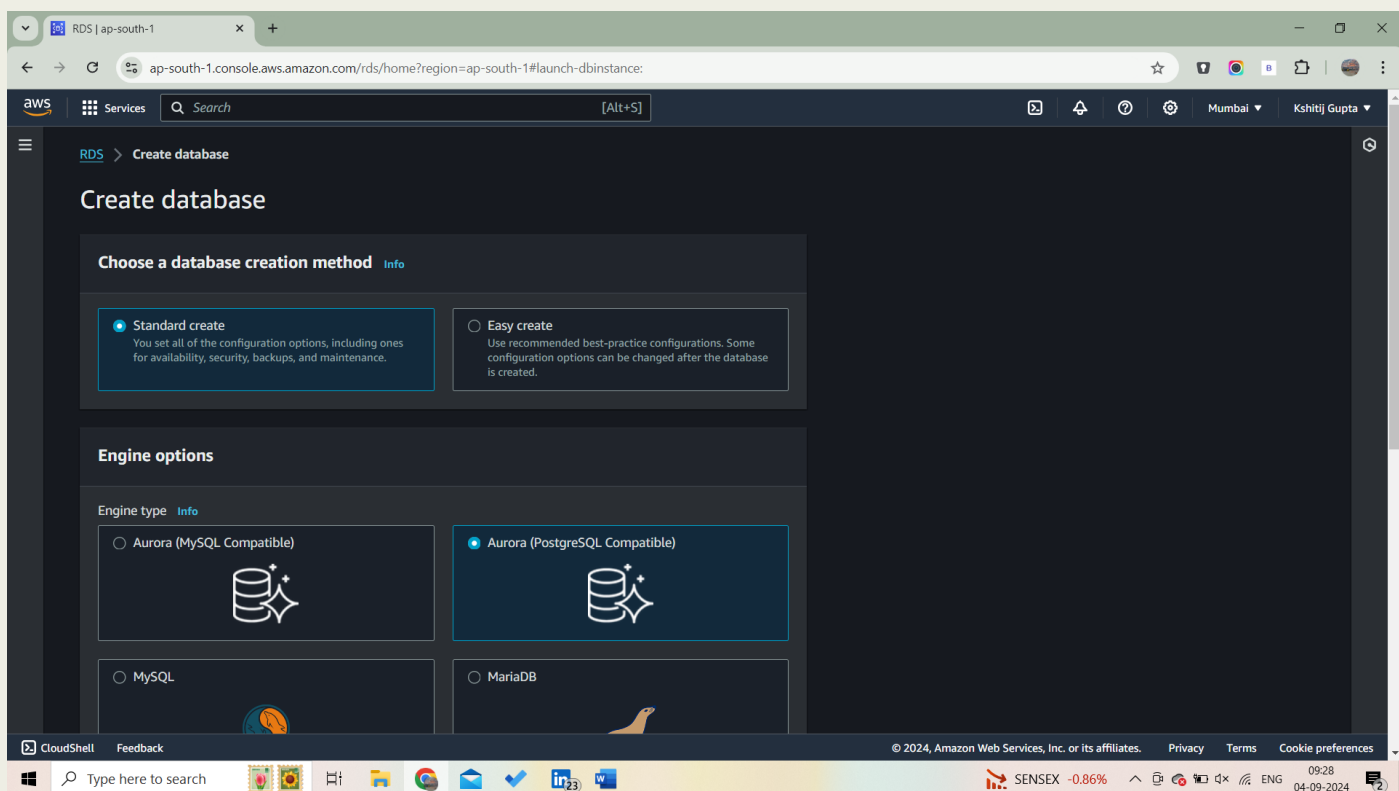 RDS | ap-south-1
ap-south-1.console.aws.amazon.com/rds/home?region=ap-south-1#launch-dbinstance:
B
aws Services Search [Alt+S] Mumbai Kshitij Gupta
RDS > Create database
Create database
Choose a database creation method Info
Standard create
You set all of the configuration options, including ones
for availability, security, backups, and maintenance.
Easy create
Use recommended best-practice configurations. Some
configuration options can be changed after the database
is created.
Engine options
Engine type Info
Aurora (MySQL Compatible)
Aurora (PostgreSQL Compatible)
MySQL
MariaDB
CloudShell Feedback © 2024, Amazon Web Services, Inc. or its affiliates. Privacy Terms Cookie preferences
Type here to search in 23 W SENSEX -0.86% ENG 09:28
04-09-2024 2